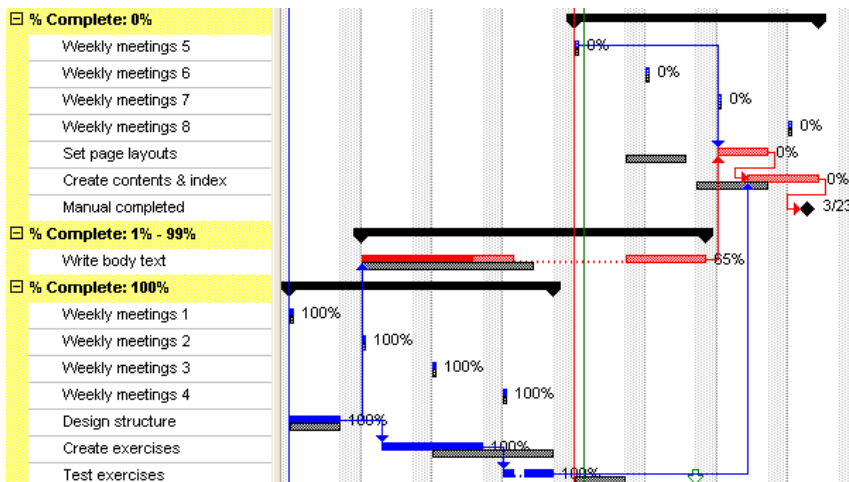 % Complete: 0%
Weekly meetings 5 0%
Weekly meetings 6 0%
Weekly meetings 7 0%
Weekly meetings 8 0%
Set page layouts 0%
Create contents & index 0%
Manual completed 3/23
% Complete: 1% - 99%
Write body text 65%
% Complete: 100%
Weekly meetings 1 100%
Weekly meetings 2 100%
Weekly meetings 3 100%
Weekly meetings 4 100%
Design structure 100%
Create exercises 100%
Test exercises 100%